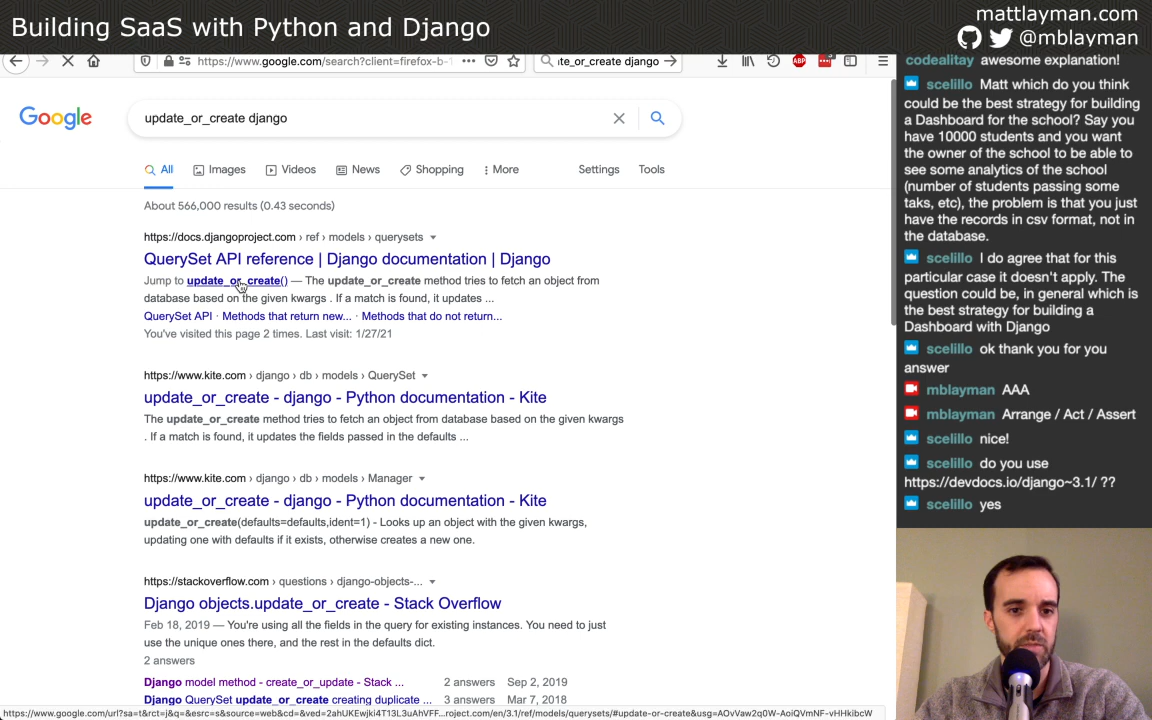 Building SaaS with Python and Django
mattlayman.com
@mblayman
https://www.google.com/search?client=firefox-b-1
te_or_create django
ABP
Google
update_or_create django
All
Images
Videos
News
Shopping
More
Settings
Tools
About 566,000 results (0.43 seconds)
https://docs.djangoproject.com › ref › models › querysets
QuerySet API reference | Django documentation | Django
Jump to update_or_create() — The update_or_create method tries to fetch an object from
database based on the given kwargs . If a match is found, it updates ...
QuerySet API · Methods that return new... · Methods that do not return...
You've visited this page 2 times. Last visit: 1/27/21
https://www.kite.com › django › db › models › QuerySet
update_or_create - django - Python documentation - Kite
The update_or_create method tries to fetch an object from database based on the given kwargs
. If a match is found, it updates the fields passed in the defaults ...
https://www.kite.com › django › db › models › Manager
update_or_create - django - Python documentation - Kite
update_or_create(defaults=defaults,ident=1) - Looks up an object with the given kwargs,
updating one with defaults if it exists, otherwise creates a new one.
https://stackoverflow.com › questions › django-objects-...
Django objects.update_or_create - Stack Overflow
Feb 18, 2019 — You're using all the fields in the query for existing instances. You need to just
use the unique ones there, and the rest in the defaults dict.
2 answers
Django model method - create_or_update - Stack ... 2 answers Sep 2, 2019
Django QuerySet update_or_create creating duplicate ... 3 answers Mar 7, 2018
codealitay awesome explanation!
scelillo Matt which do you think
could be the best strategy for building
a Dashboard for the school? Say you
have 10000 students and you want
the owner of the school to be able to
see some analytics of the school
(number of students passing some
taks, etc), the problem is that you just
have the records in csv format, not in
the database.
scelillo I do agree that for this
particular case it doesn't apply. The
question could be, in general which is
the best strategy for building a
Dashboard with Django
scelillo ok thank you for you
answer
mblayman AAA
mblayman Arrange / Act / Assert
scelillo nice!
scelillo do you use
https://devdocs.io/django~3.1/ ??
scelillo yes